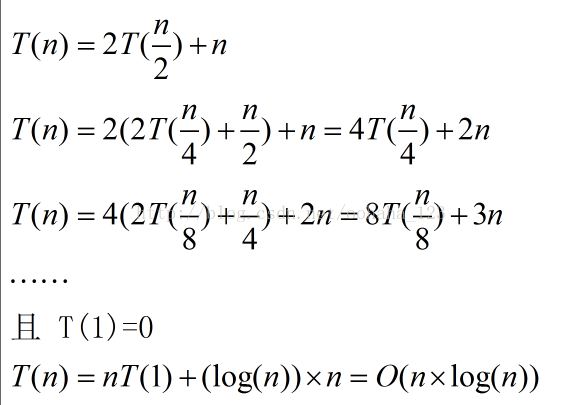 T(n) = 2T(n/2) + n
T(n) = 2(2T(n/4) + n/2) + n = 4T(n/4) + 2n
T(n) = 4(2T(n/8) + n/4) + 2n = 8T(n/8) + 3n
……
且 T(1)=0
T(n) = nT(1) + (log(n))×n = O(n×log(n))